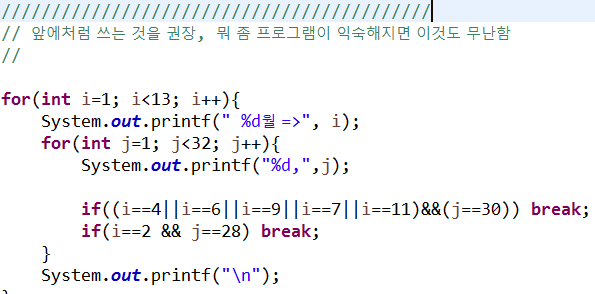 //////////////////////////////////////////
// 앞에처럼 쓰는 것을 권장, 뭐 좀 프로그램이 익숙해지면 이것도 무난함
//
for(int i=1; i<13; i++){
System.out.printf(" %d월 =>", i);
for(int j=1; j<32; j++){
System.out.printf("%d,",j);
if((i==4||i==6||i==9||i==7||i==11)&&(j==30)) break;
if(i==2 && j==28) break;
}
System.out.printf("\n");